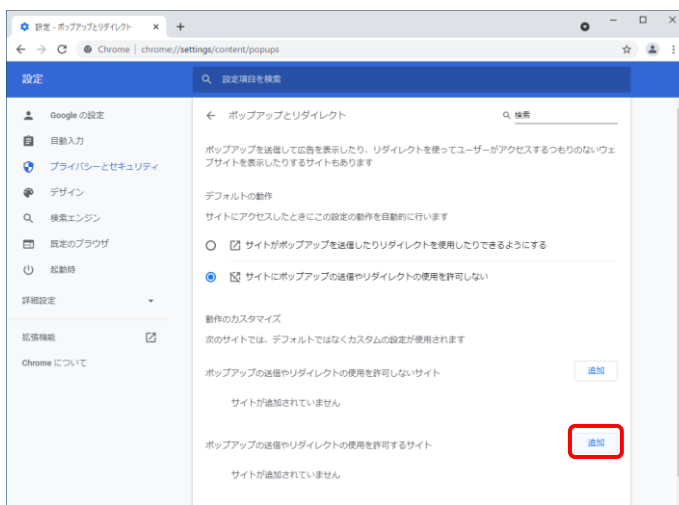 設定 - ポップアップとリダイレクト
Chrome | chrome://settings/content/popups
設定
設定項目を検索
Google の設定
自動入力
プライバシーとセキュリティ
デザイン
検索エンジン
既定のブラウザ
起動時
詳細設定
拡張機能
Chrome について
ポップアップとリダイレクト
検索
ポップアップを送信して広告を表示したり、リダイレクトを使ってユーザーがアクセスするつもりのないウェ
ブサイトを表示したりするサイトもあります
デフォルトの動作
サイトにアクセスしたときにこの設定の動作を自動的に行います
サイトがポップアップを送信したりリダイレクトを使用したりできるようにする
サイトにポップアップの送信やリダイレクトの使用を許可しない
動作のカスタマイズ
次のサイトでは、デフォルトではなくカスタムの設定が使用されます
ポップアップの送信やリダイレクトの使用を許可しないサイト
追加
サイトが追加されていません
ポップアップの送信やリダイレクトの使用を許可するサイト
追加
サイトが追加されていません